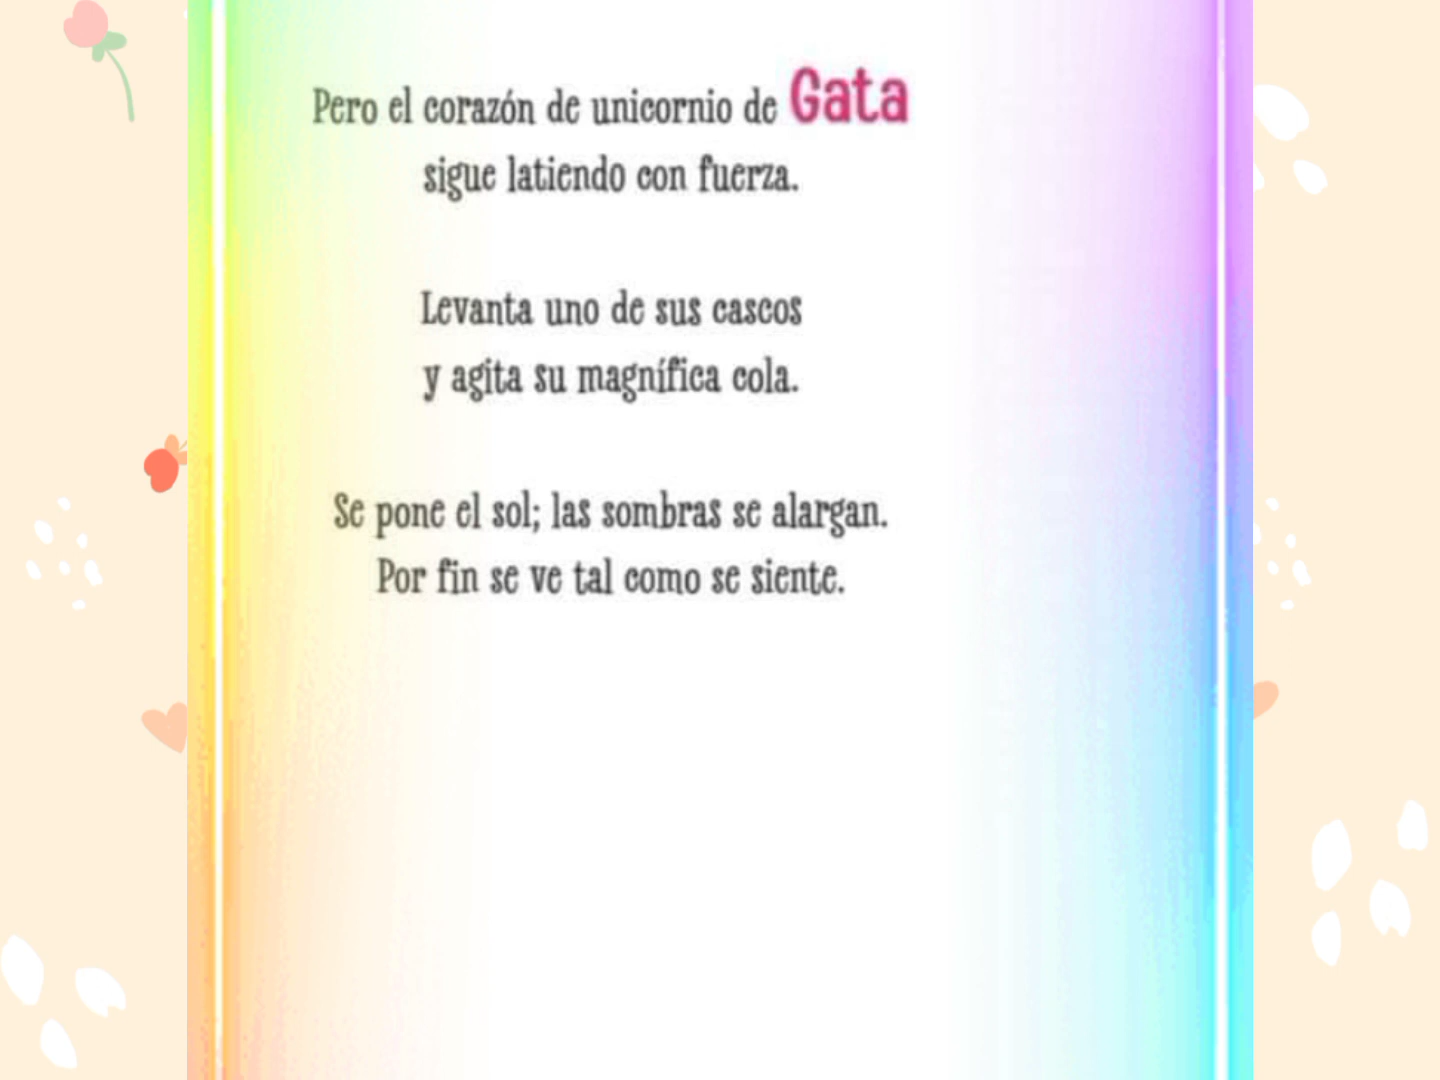 Pero el corazón de unicornio de Gata
sigue latiendo con fuerza.
Levanta uno de sus cascos
y agita su magnífica cola.
Se pone el sol; las sombras se alargan.
Por fin se ve tal como se siente.